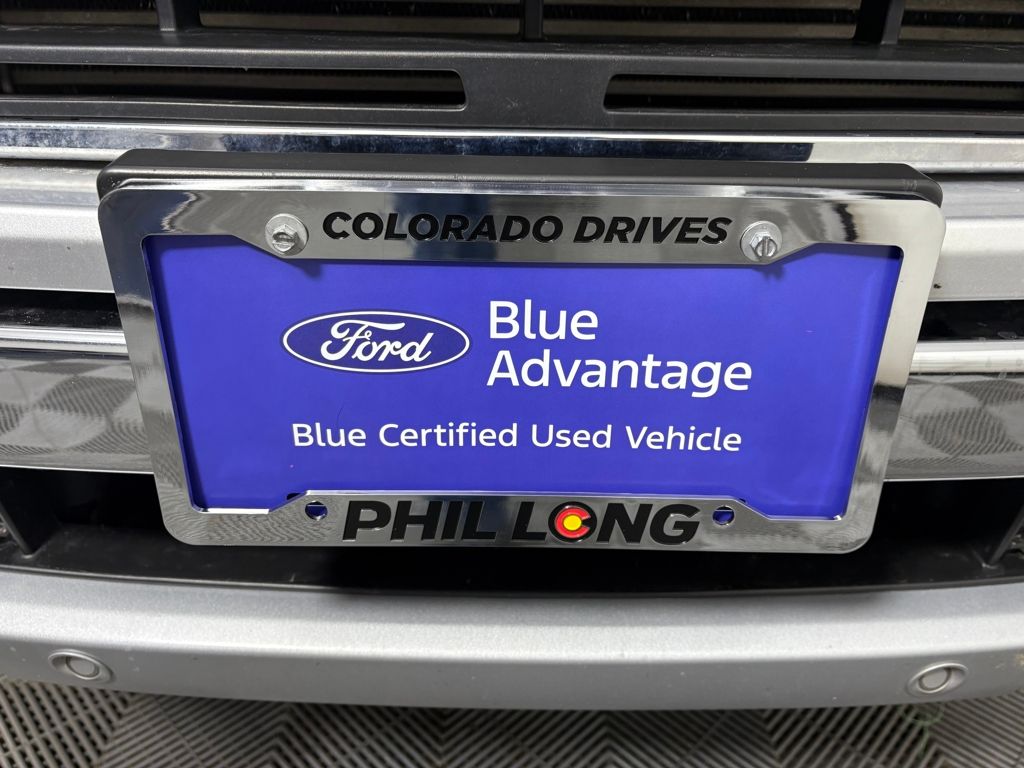 COLORADO DRIVES
Ford
Blue
Advantage
Blue Certified Used Vehicle
PHIL LONG